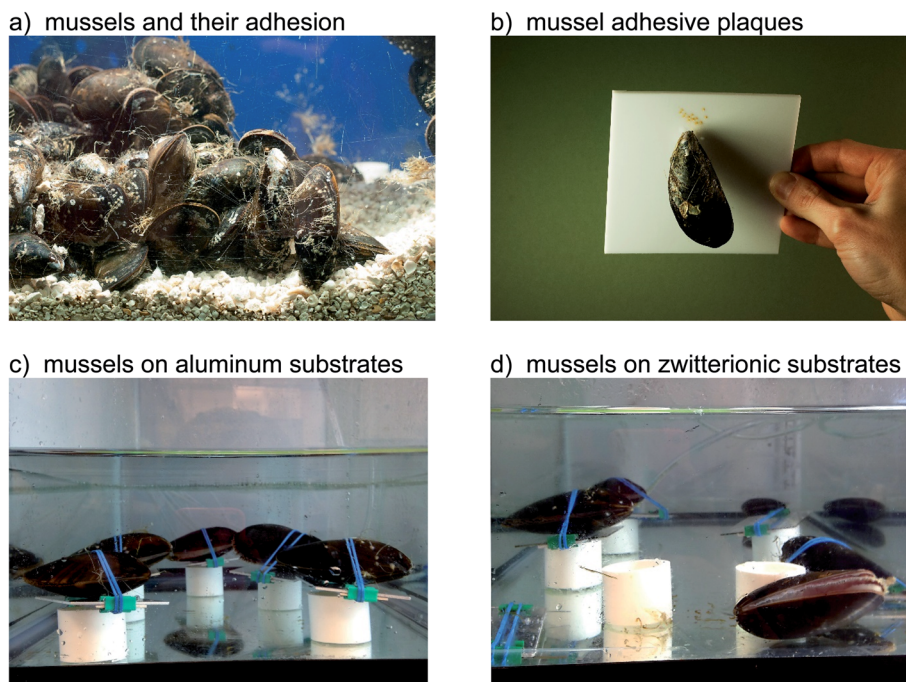 a) mussels and their adhesion
b) mussel adhesive plaques
c) mussels on aluminum substrates
d) mussels on zwitterionic substrates